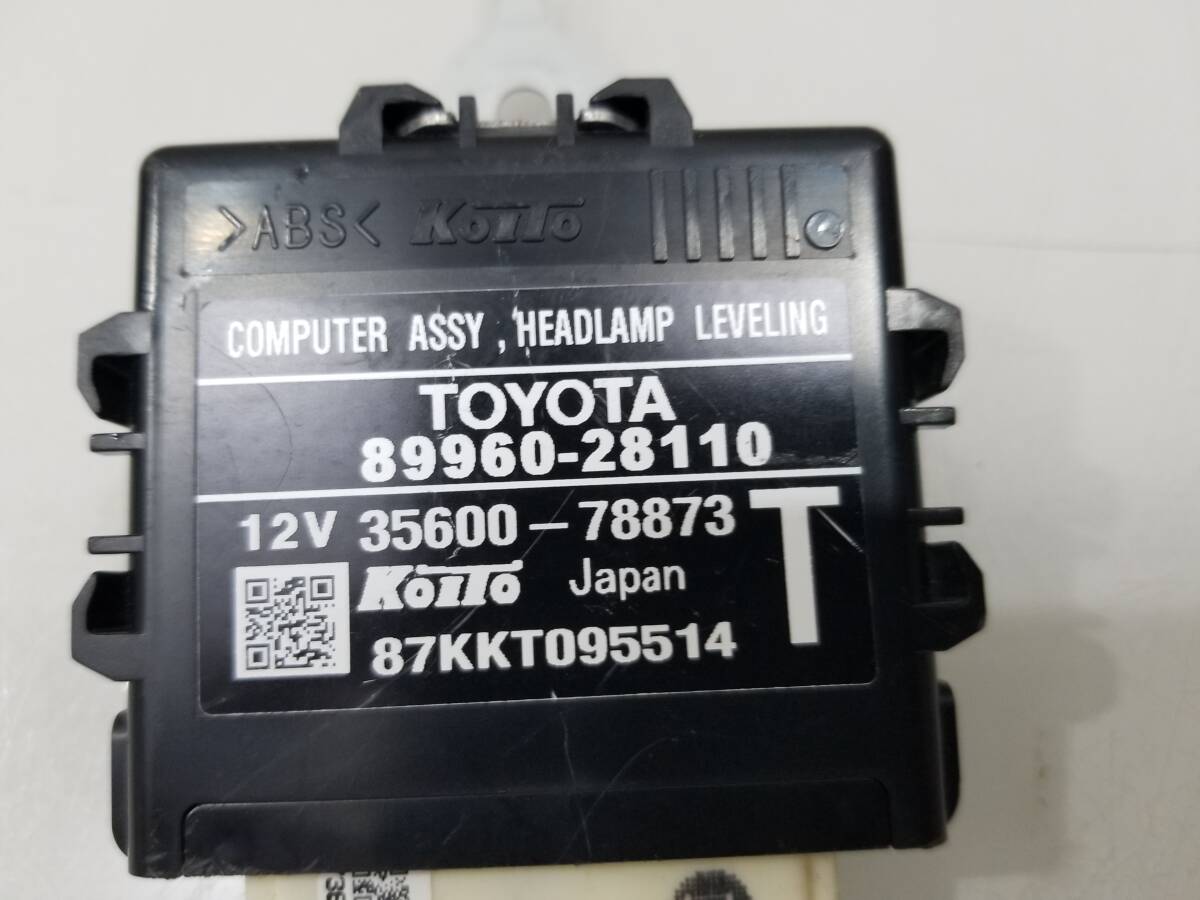 >ABS< KOITO
COMPUTER ASSY , HEADLAMP LEVELING
TOYOTA
89960-28110
12V 35600-78873 T
KOITO Japan
87KKT095514